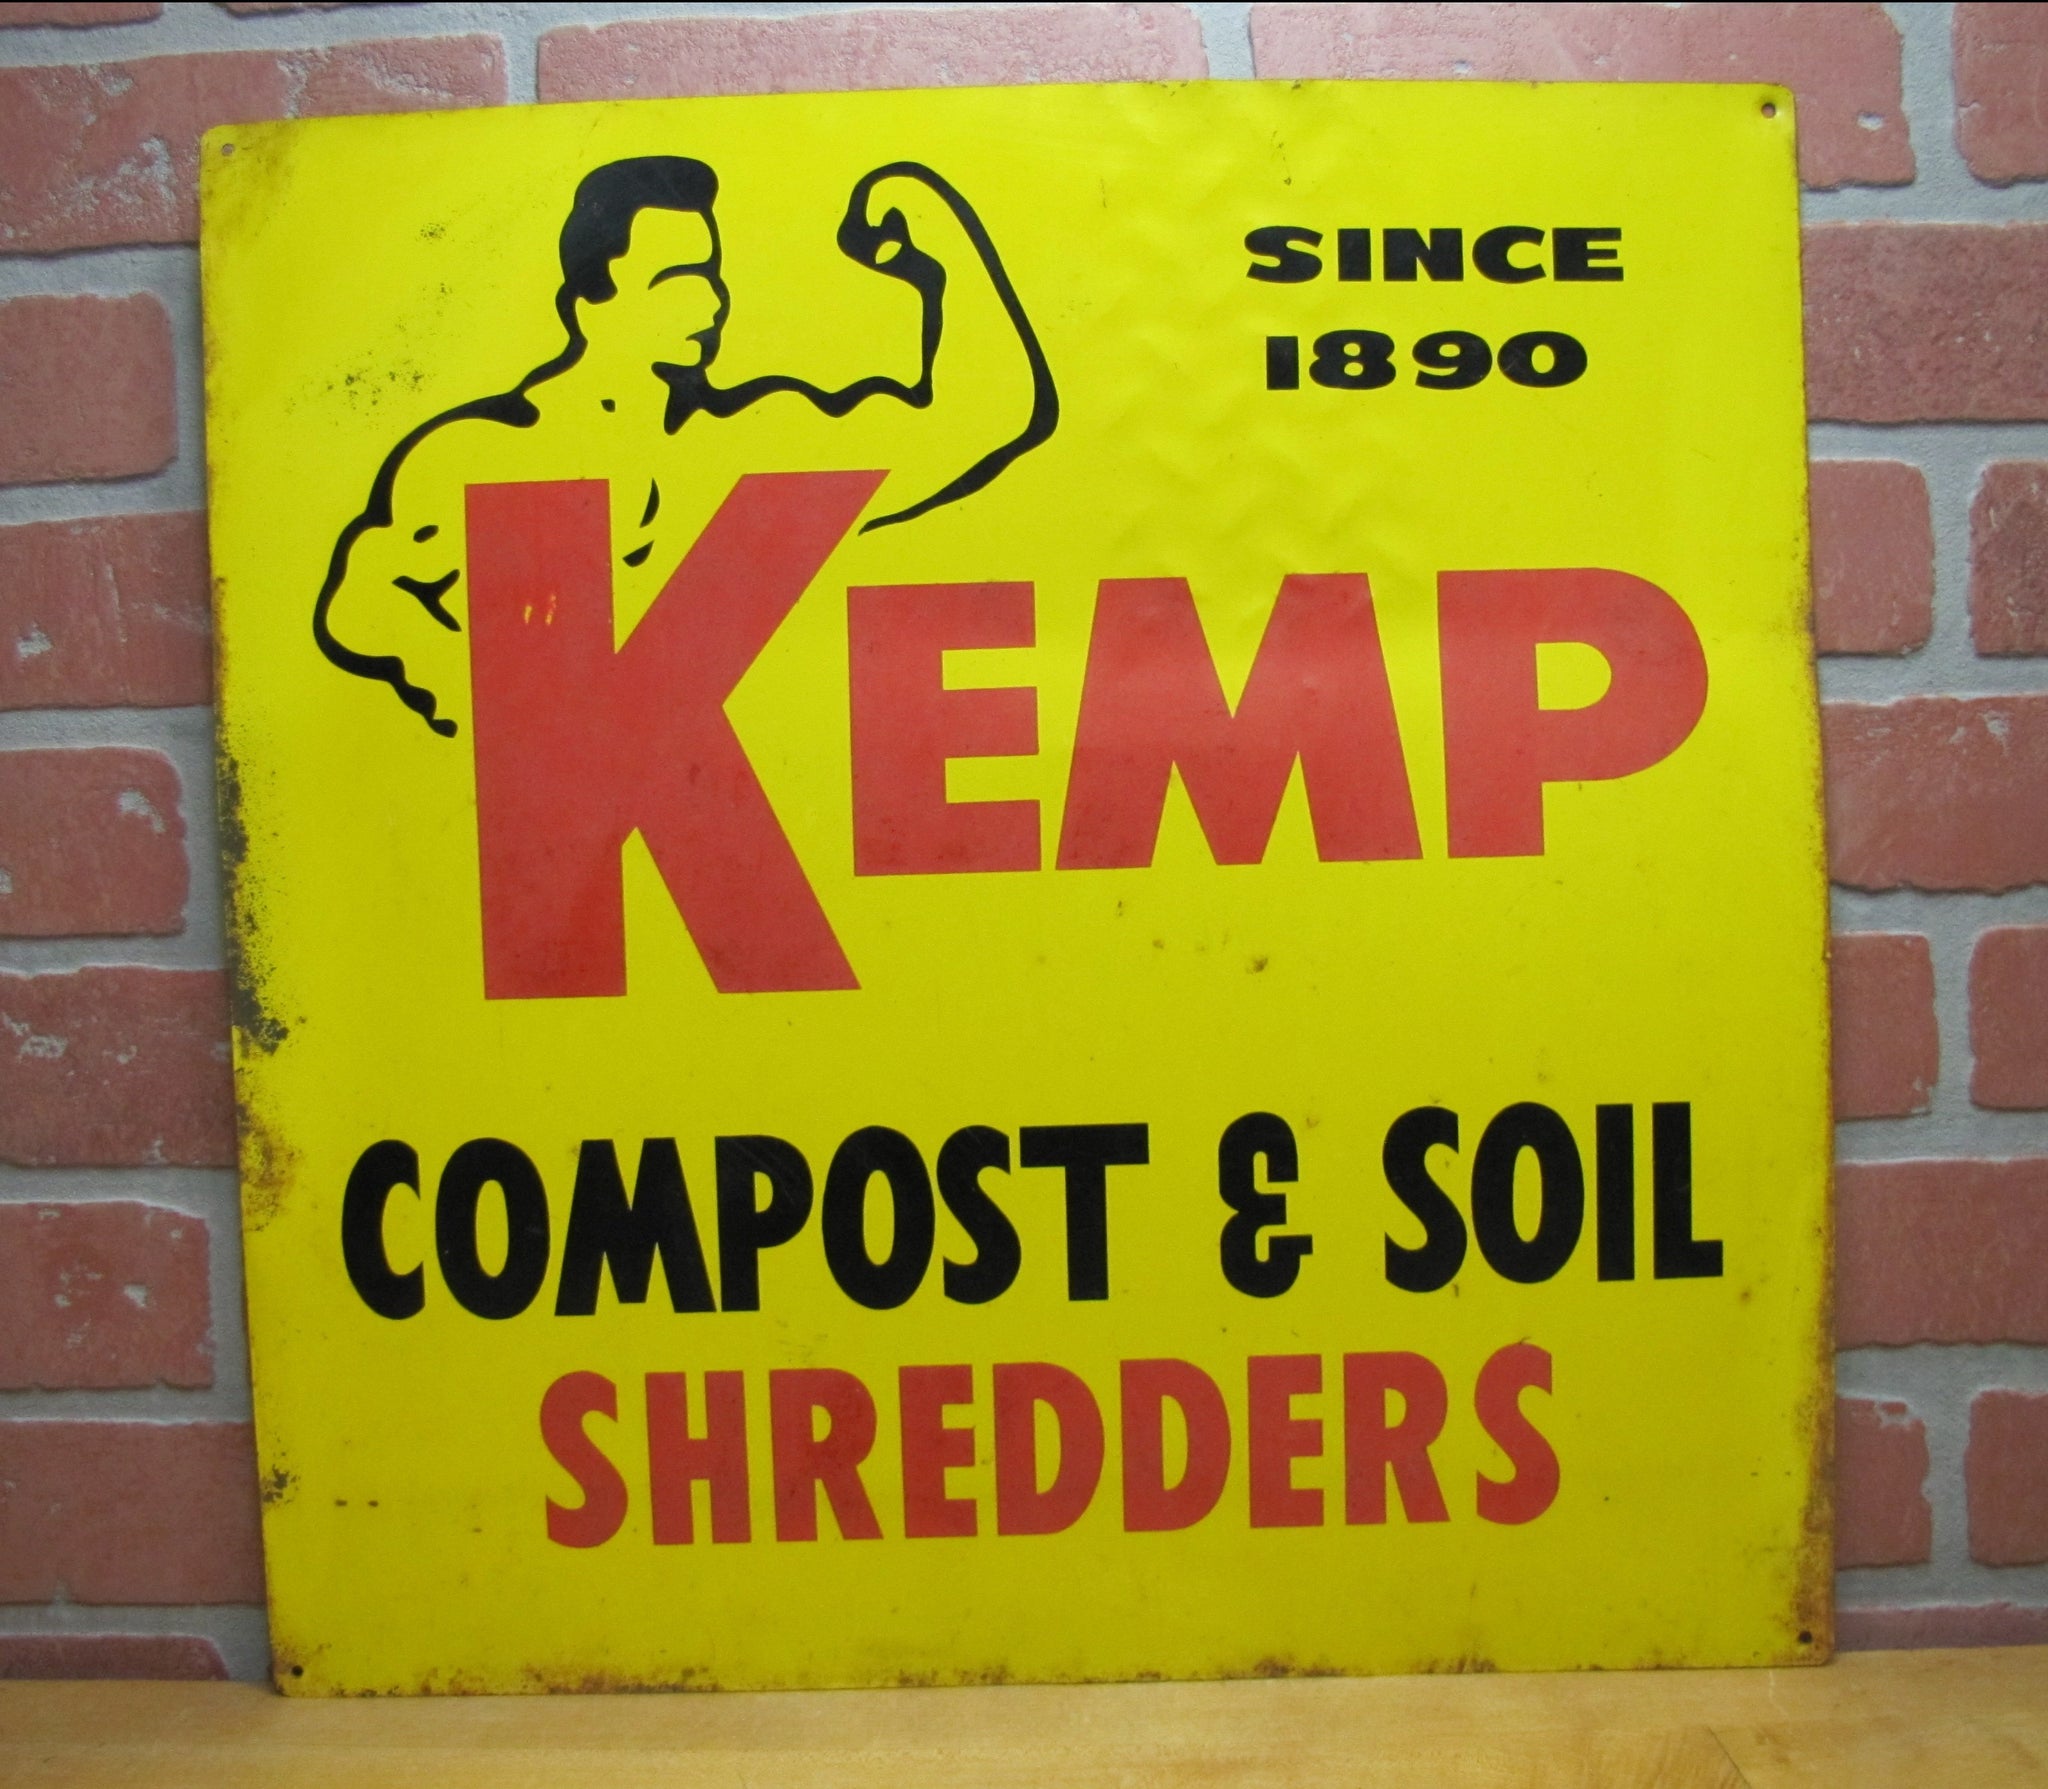 SINCE
1890
KEMP
COMPOST & SOIL
SHREDDERS